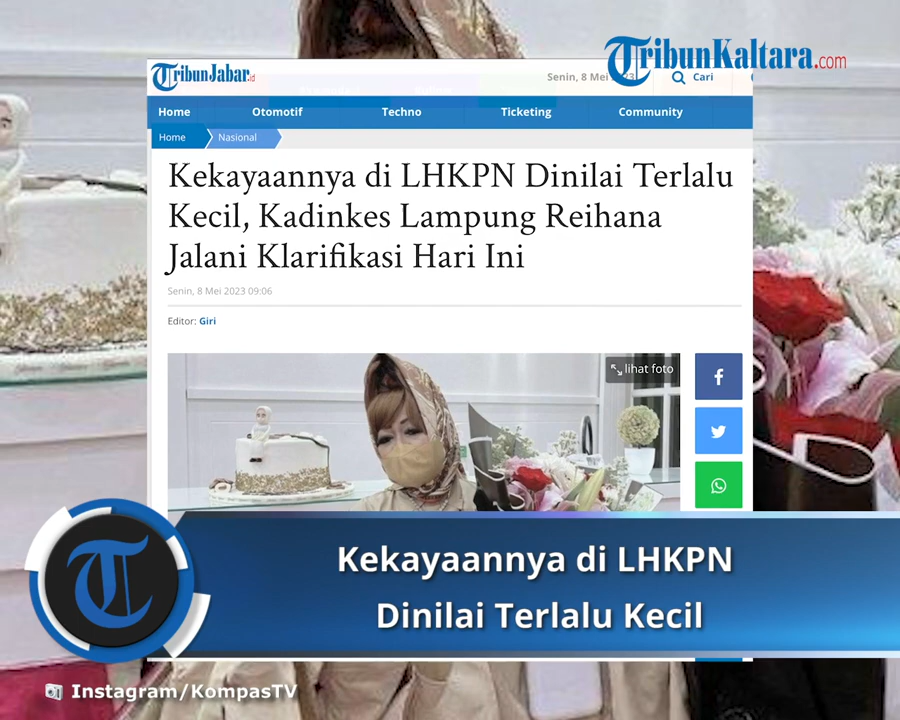 TribunKaltara.com
TribunJabar.id
Senin, 8 Mei
Cari
Home Otomotif Techno Ticketing Community
Home Nasional
Kekayaannya di LHKPN Dinilai Terlalu
Kecil, Kadinkes Lampung Reihana
Jalani Klarifikasi Hari Ini
Senin, 8 Mei 2023 09:06
Editor: Giri
lihat foto
Kekayaannya di LHKPN
Dinilai Terlalu Kecil
Instagram/KompasTV